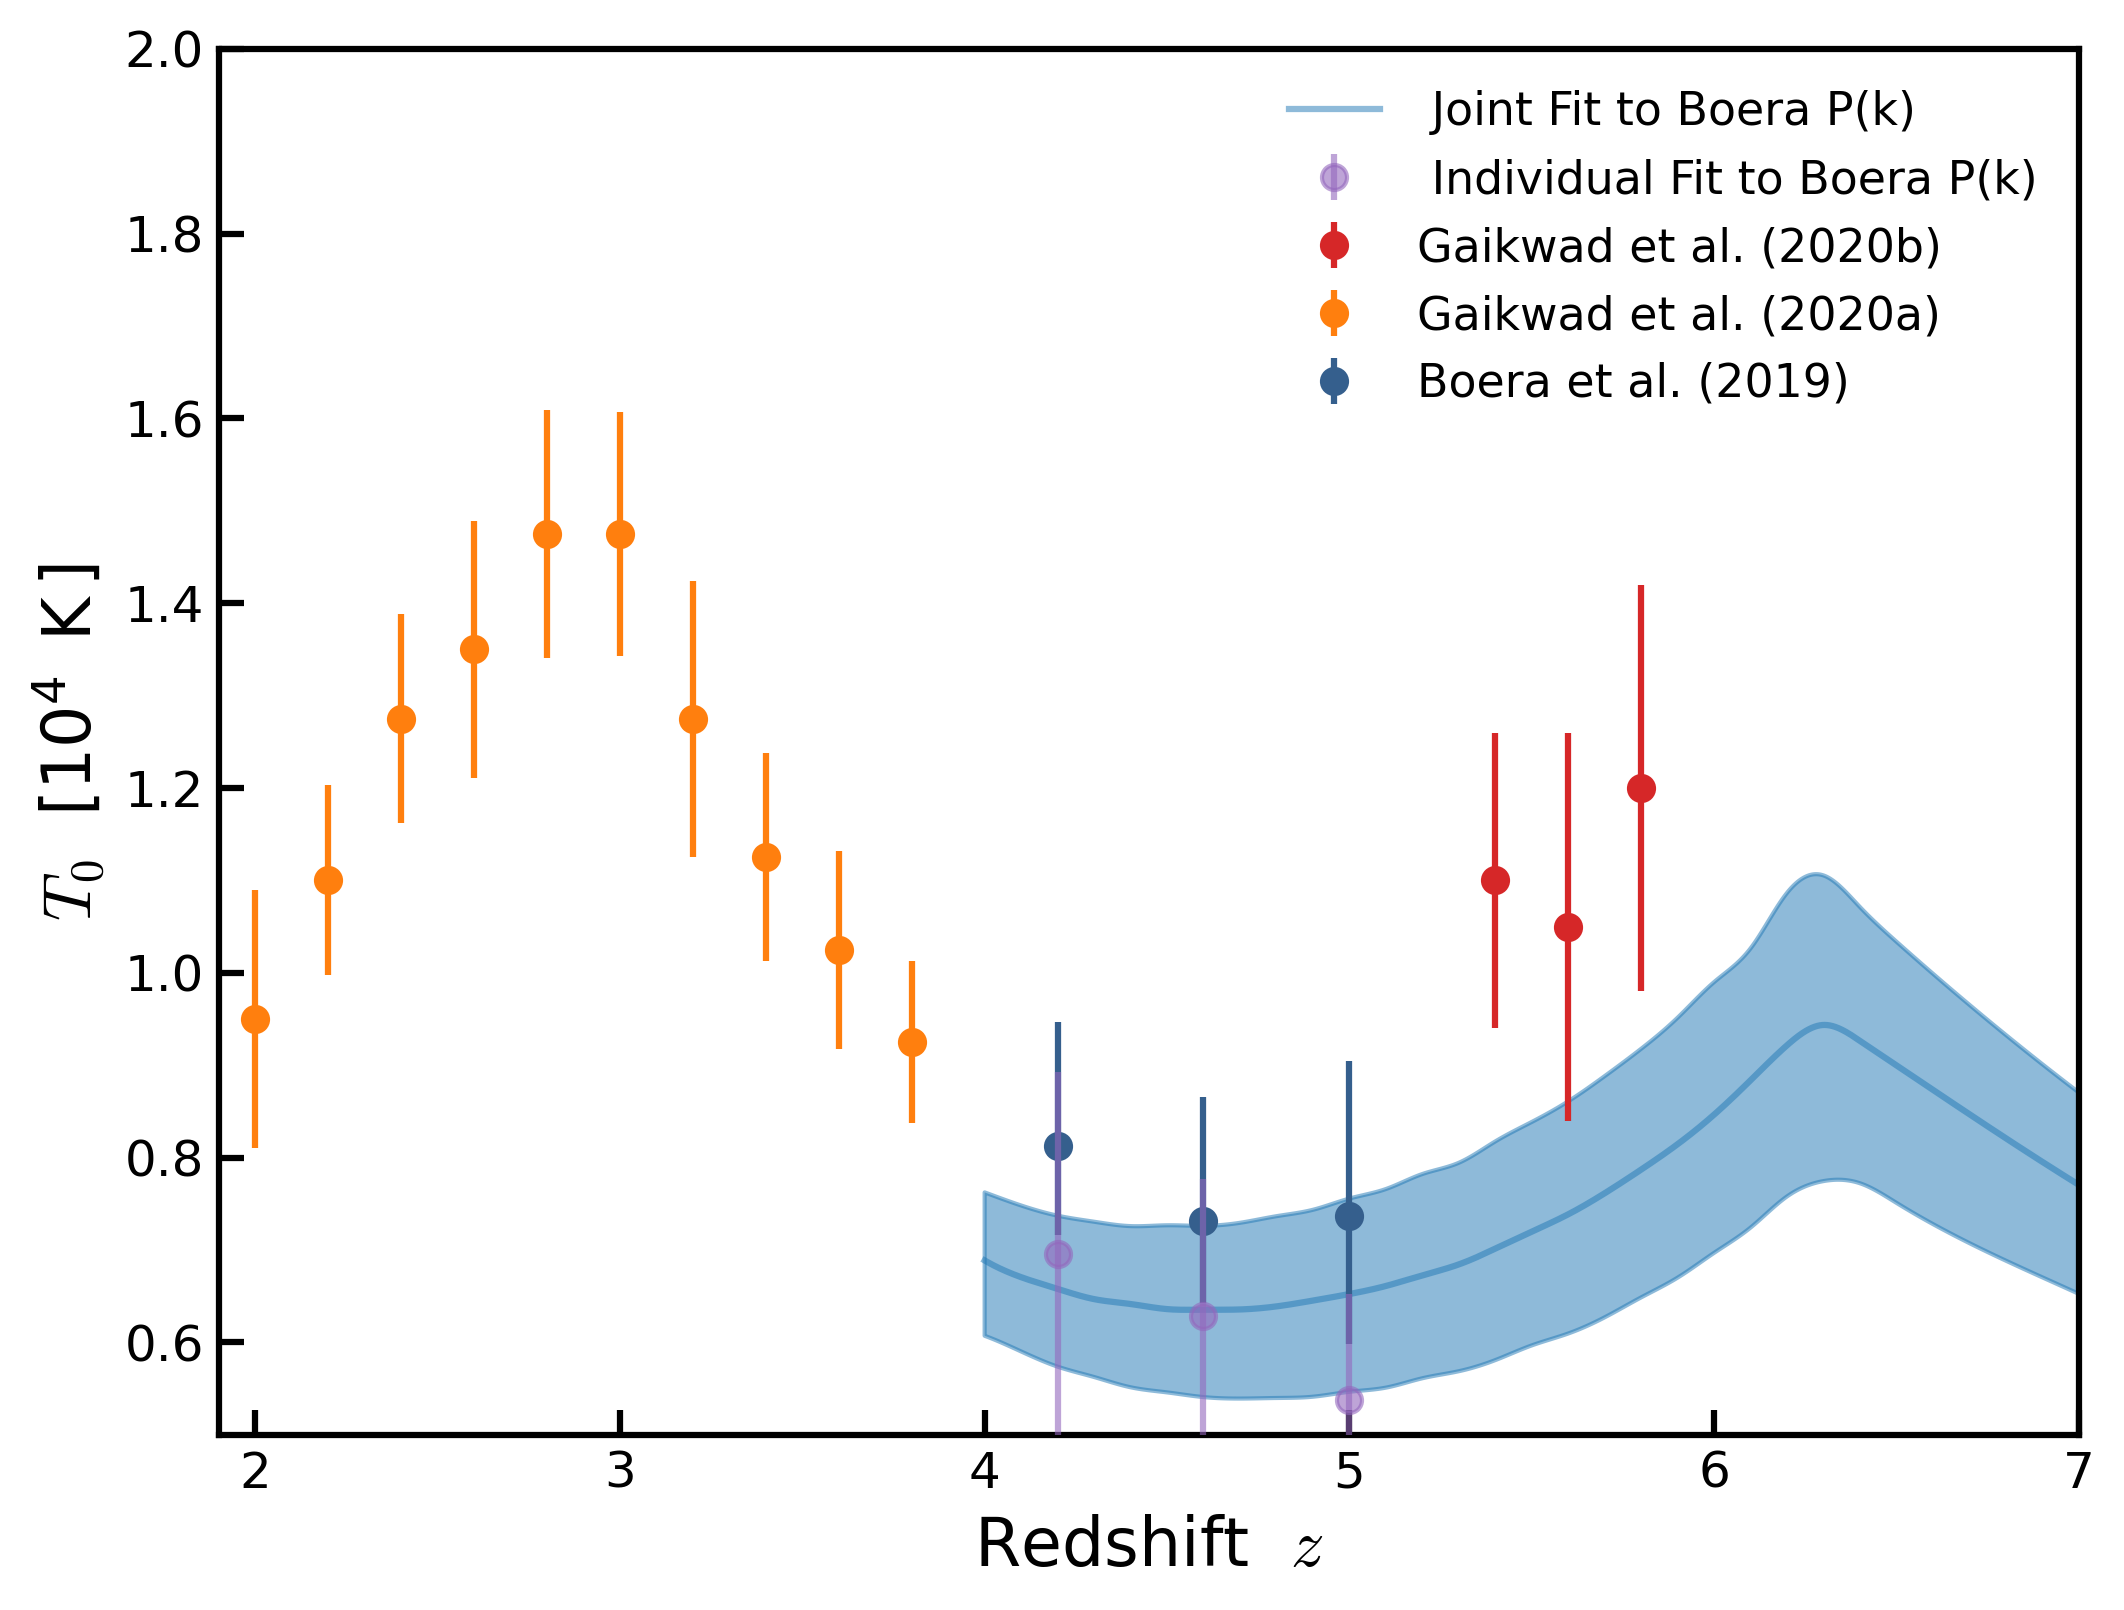 2.0
1.8
1.6
1.4
1.2
1.0
0.8
0.6
T₀ [10⁴ K]
Joint Fit to Boera P(k)
Individual Fit to Boera P(k)
Gaikwad et al. (2020b)
Gaikwad et al. (2020a)
Boera et al. (2019)
2 3 4 5 6 7
Redshift z